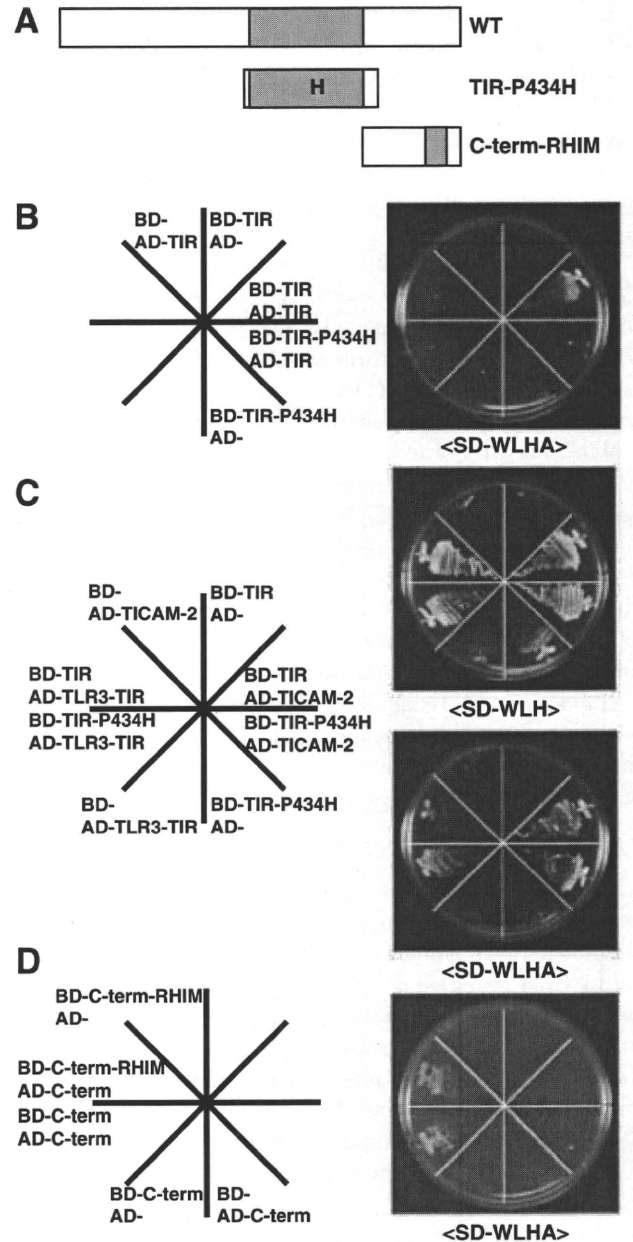 A
WT
H
TIR-P434H
C-term-RHIM
B
BD-
AD-TIR
BD-TIR
AD-
BD-TIR
AD-TIR
BD-TIR-P434H
AD-TIR
BD-TIR-P434H
AD-
<SD-WLHA>
C
BD-
AD-TICAM-2
BD-TIR
AD-
BD-TIR
AD-TLR3-TIR
BD-TIR
AD-TICAM-2
BD-TIR-P434H
AD-TLR3-TIR
BD-TIR-P434H
AD-TICAM-2
BD-
AD-TLR3-TIR
BD-TIR-P434H
AD-
<SD-WLH>
<SD-WLHA>
D
BD-C-term-RHIM
AD-
BD-C-term-RHIM
AD-C-term
BD-C-term
AD-C-term
BD-C-term
AD-
BD-
AD-C-term
<SD-WLHA>